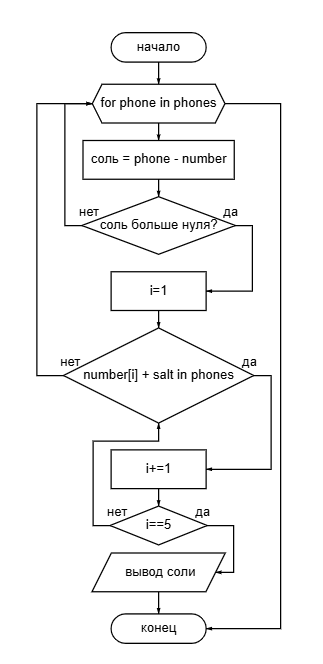 начало
for phone in phones
соль = phone - number
нет
да
соль больше нуля?
i=1
нет
да
number[i] + salt in phones
i+=1
нет
да
i==5
вывод соли
конец